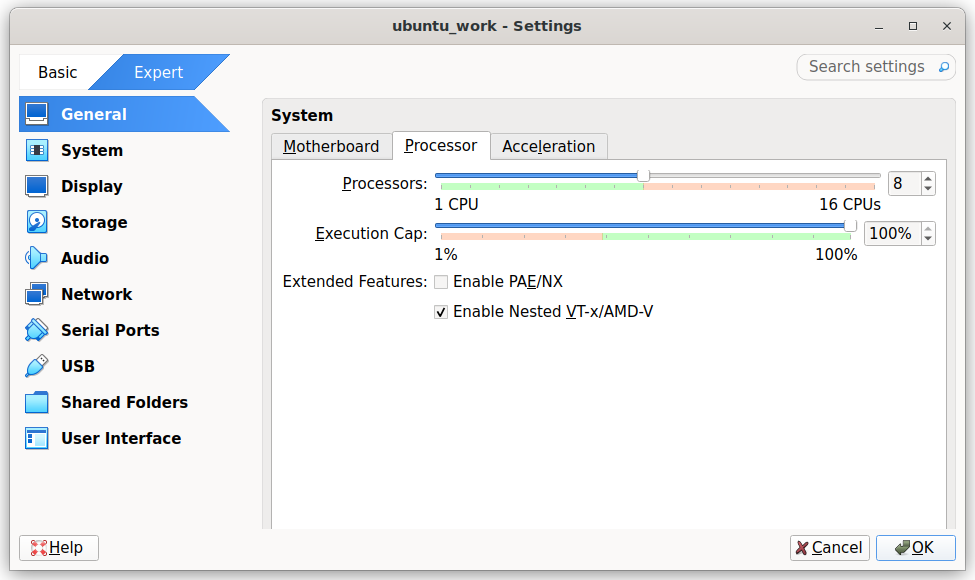 ubuntu_work - Settings
Basic
Expert
Search settings
General
System
Display
Storage
Audio
Network
Serial Ports
USB
Shared Folders
User Interface
System
Motherboard
Processor
Acceleration
Processors:
8
1 CPU
16 CPUs
Execution Cap:
100%
1%
100%
Extended Features:
Enable PAE/NX
Enable Nested VT-x/AMD-V
Help
Cancel
OK